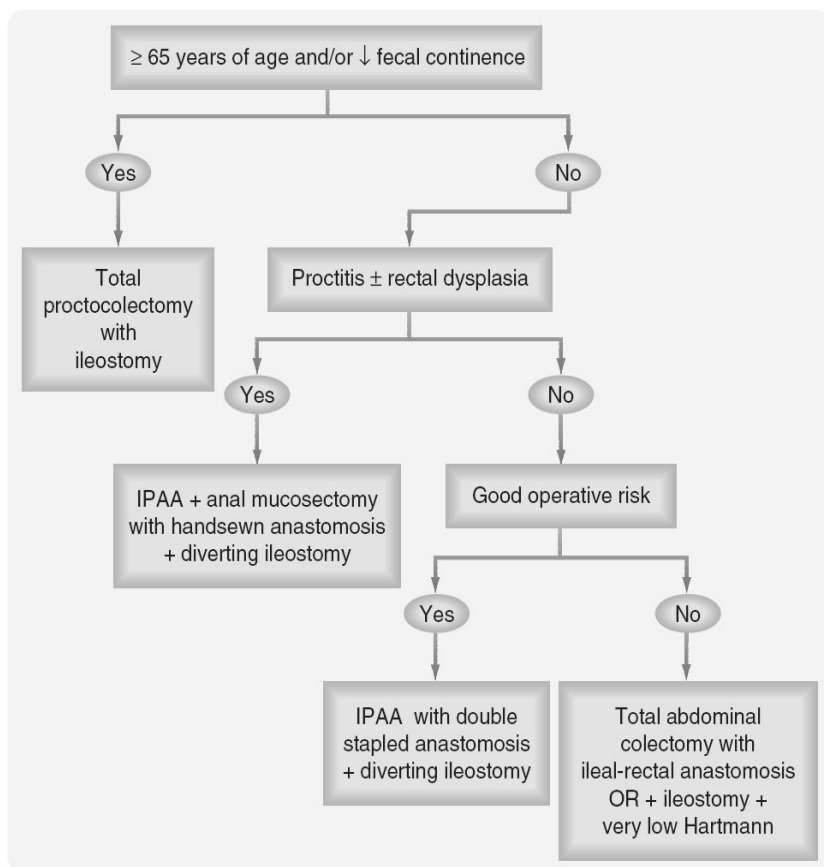 ≥ 65 years of age and/or ↓ fecal continence
Yes
No
Total
proctocolectomy
with
ileostomy
Proctitis ± rectal dysplasia
Yes
No
IPAA + anal mucosectomy
with handsewn anastomosis
+ diverting ileostomy
Good operative risk
Yes
No
IPAA with double
stapled anastomosis
+ diverting ileostomy
Total abdominal
colectomy with
ileal-rectal anastomosis
OR + ileostomy +
very low Hartmann